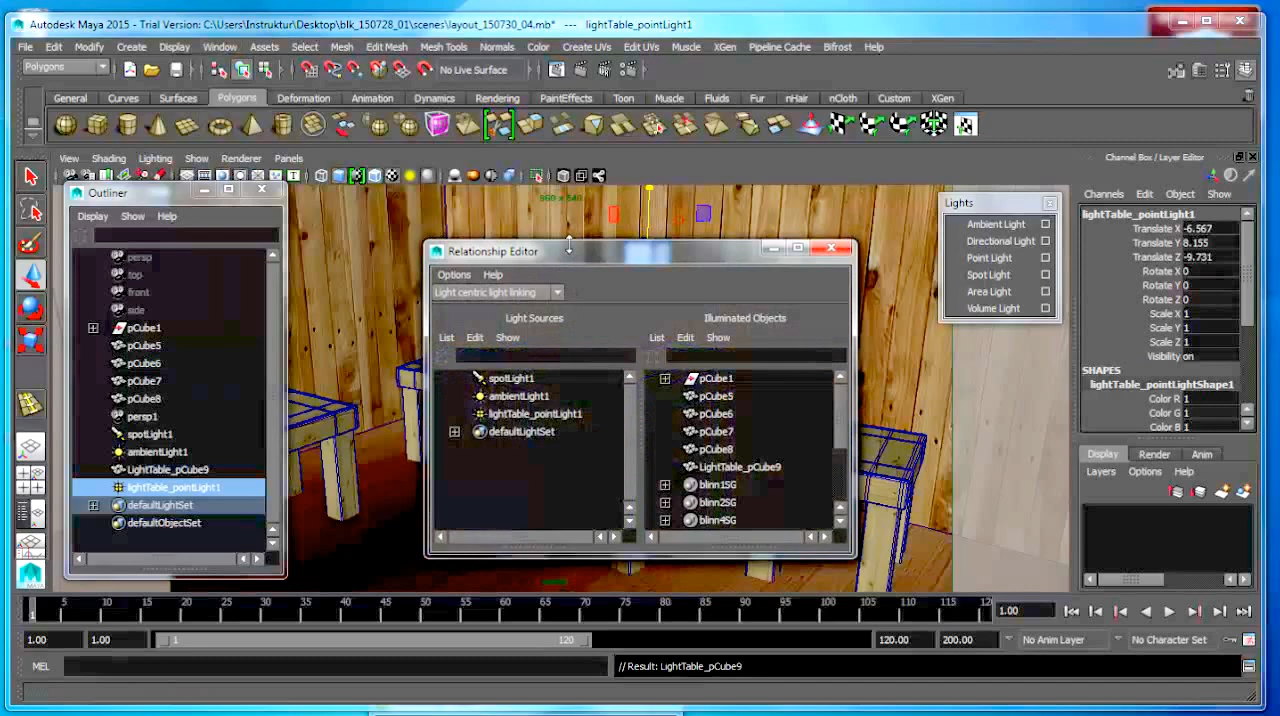 Autodesk Maya 2015 - Trial Version: C:\Users\Instruktur\Desktop\blk_150728_01\scenes\layout_150730_04.mb* --- lightTable_pointLight1
File Edit Modify Create Display Window Assets Select Mesh Edit Mesh Mesh Tools Normals Color Create UVs Edit UVs Muscle XGen Pipeline Cache Bifrost Help
Polygons No Live Surface
General Curves Surfaces Polygons Deformation Animation Dynamics Rendering PaintEffects Toon Muscle Fluids Fur nHair nCloth Custom XGen
View Shading Lighting Show Renderer Panels
Channel Box / Layer Editor
960 x 540
Outliner
Display Show Help
persp
top
front
side
pCube1
pCube5
pCube6
pCube7
pCube8
persp1
spotLight1
ambientLight1
LightTable_pCube9
lightTable_pointLight1
defaultLightSet
defaultObjectSet
Relationship Editor
Options Help
Light centric light linking
Light Sources
List Edit Show
spotLight1
ambientLight1
lightTable_pointLight1
defaultLightSet
Illuminated Objects
List Edit Show
pCube1
pCube5
pCube6
pCube7
pCube8
LightTable_pCube9
blinn1SG
blinn2SG
blinn4SG
Lights
Ambient Light
Directional Light
Point Light
Spot Light
Area Light
Volume Light
Channels Edit Object Show
lightTable_pointLight1
Translate X -6.567
Translate Y 8.155
Translate Z -9.731
Rotate X 0
Rotate Y 0
Rotate Z 0
Scale X 1
Scale Y 1
Scale Z 1
Visibility on
SHAPES
lightTable_pointLightShape1
Color R 1
Color G 1
Color B 1
Display Render Anim
Layers Options Help
MAYA
1 5 10 15 20 25 30 35 40 45 50 55 60 65 70 75 80 85 90 95 100 105 110 115 12
1.00
1.00 1.00 1 120 120.00 200.00 No Anim Layer No Character Set
MEL // Result: LightTable_pCube9